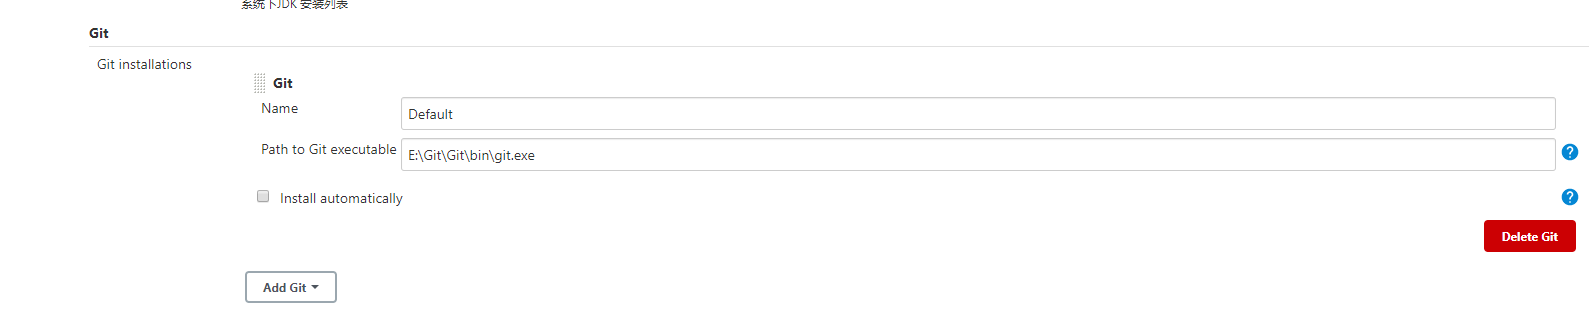 系统下JDK 安装列表
Git
Git installations
Git
Name
Default
Path to Git executable
E:\Git\Git\bin\git.exe
?
Install automatically
?
Delete Git
Add Git